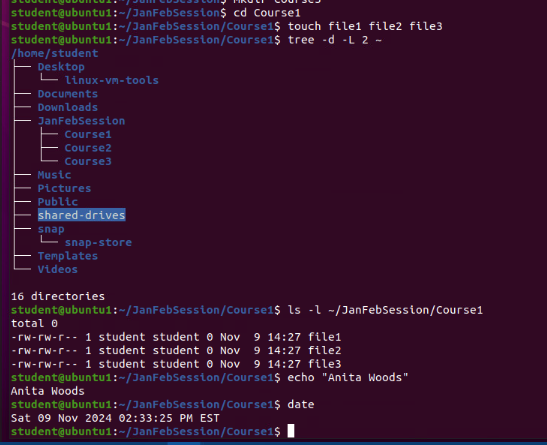 student@ubuntu1:~/JanFebSession$ mkdir Course3
student@ubuntu1:~/JanFebSession$ cd Course1
student@ubuntu1:~/JanFebSession/Course1$ touch file1 file2 file3
student@ubuntu1:~/JanFebSession/Course1$ tree -d -L 2 ~
/home/student
├── Desktop
│   └── linux-vm-tools
├── Documents
├── Downloads
├── JanFebSession
│   ├── Course1
│   ├── Course2
│   └── Course3
├── Music
├── Pictures
├── Public
├── shared-drives
├── snap
│   └── snap-store
├── Templates
└── Videos
16 directories
student@ubuntu1:~/JanFebSession/Course1$ ls -l ~/JanFebSession/Course1
total 0
-rw-rw-r-- 1 student student 0 Nov  9 14:27 file1
-rw-rw-r-- 1 student student 0 Nov  9 14:27 file2
-rw-rw-r-- 1 student student 0 Nov  9 14:27 file3
student@ubuntu1:~/JanFebSession/Course1$ echo "Anita Woods"
Anita Woods
student@ubuntu1:~/JanFebSession/Course1$ date
Sat 09 Nov 2024 02:33:25 PM EST
student@ubuntu1:~/JanFebSession/Course1$